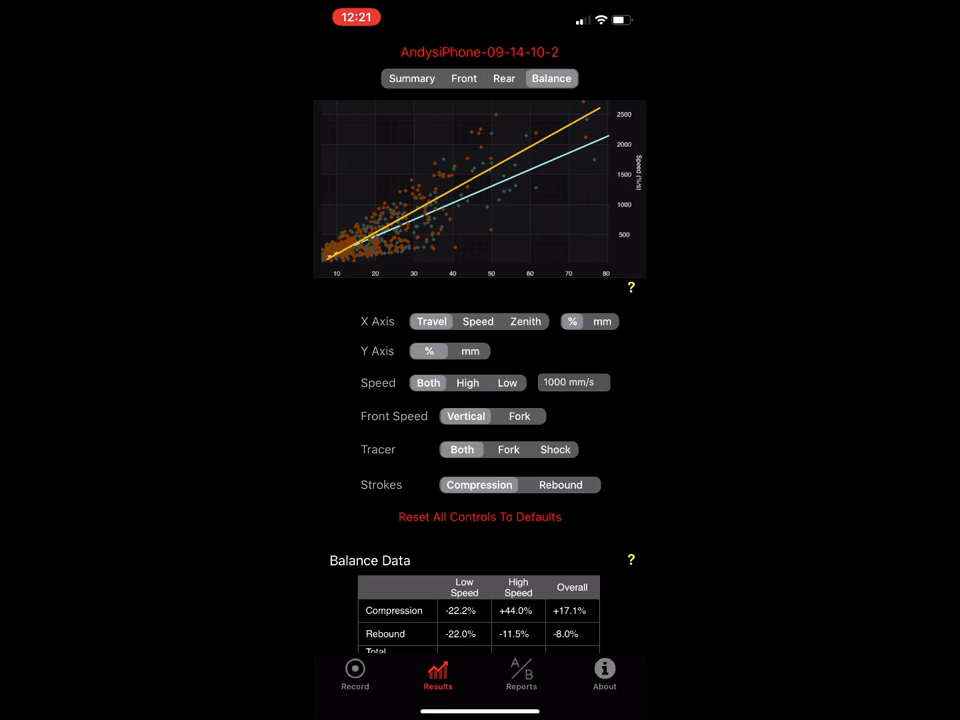 12:21
AndysiPhone-09-14-10-2
Summary Front Rear Balance
2500
2000
1500
1000
500
Speed (%/s)
10 20 30 40 50 60 70 80
?
X Axis Travel Speed Zenith % mm
Y Axis % mm
Speed Both High Low 1000 mm/s
Front Speed Vertical Fork
Tracer Both Fork Shock
Strokes Compression Rebound
Reset All Controls To Defaults
Balance Data ?
Low Speed High Speed Overall
Compression -22.2% +44.0% +17.1%
Rebound -22.0% -11.5% -8.0%
Total
Record Results A/B Reports i About